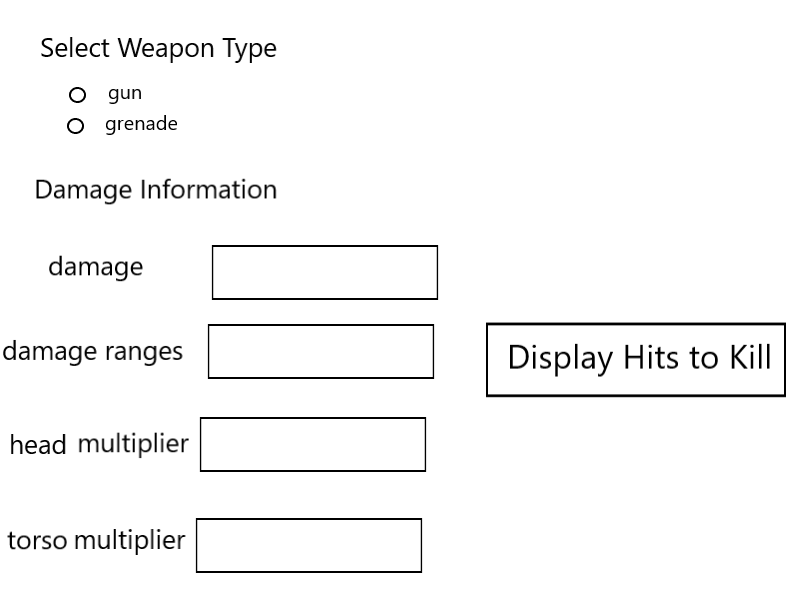 Select Weapon Type
gun
grenade
Damage Information
damage
damage ranges
Display Hits to Kill
head multiplier
torso multiplier